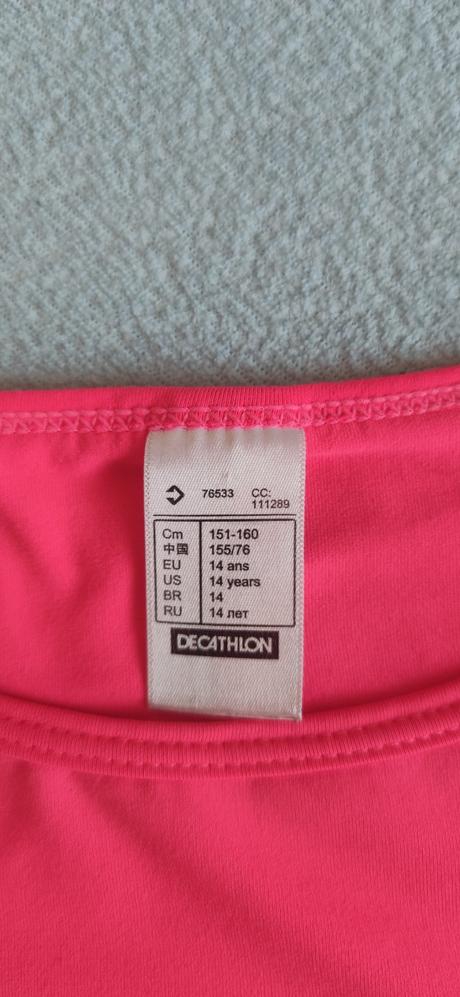 76533 CC:
111289
Cm 151-160
中国 155/76
EU 14 ans
US 14 years
BR 14
RU 14 лет
DECATHLON